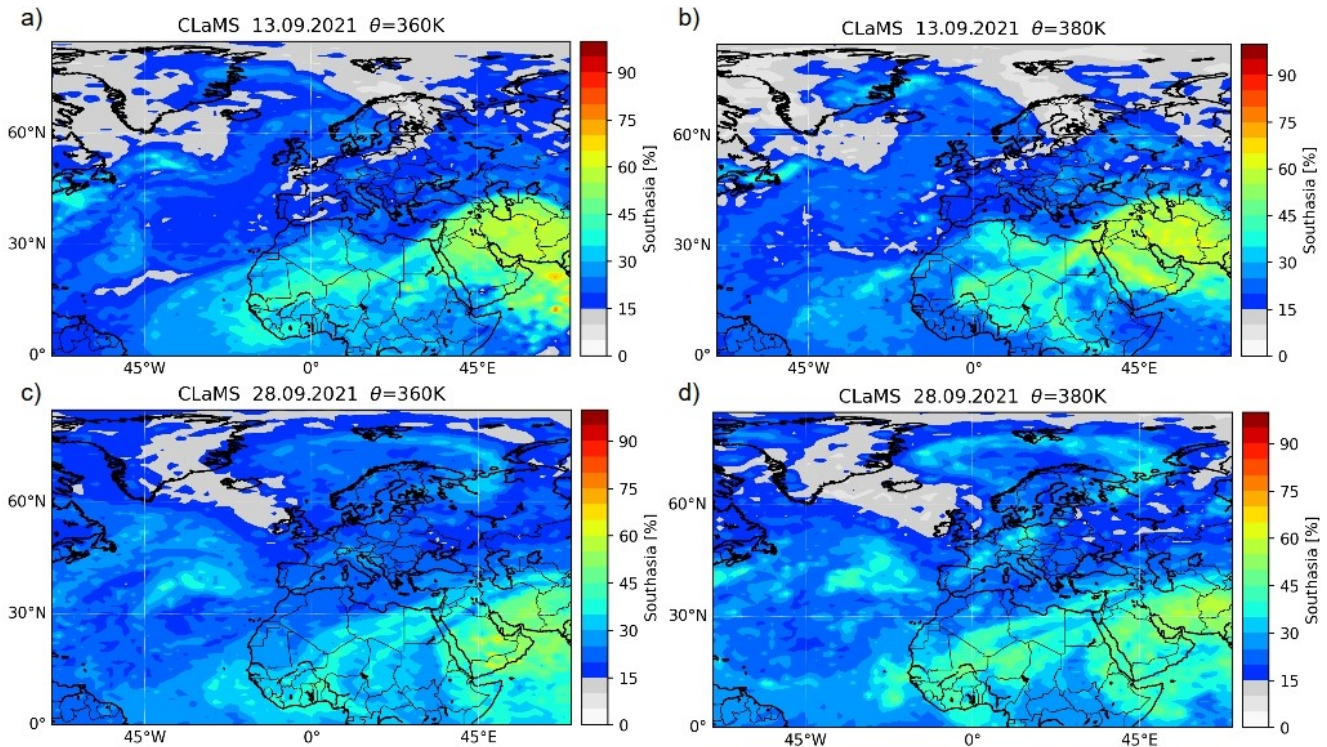 a)
CLaMS 13.09.2021 θ=360K
60°N
30°N
0°
45°W
0°
45°E
90
75
60
45
30
15
0
Southasia [%]
b)
CLaMS 13.09.2021 θ=380K
60°N
30°N
0°
45°W
0°
45°E
90
75
60
45
30
15
0
Southasia [%]
c)
CLaMS 28.09.2021 θ=360K
60°N
30°N
0°
45°W
0°
45°E
90
75
60
45
30
15
0
Southasia [%]
d)
CLaMS 28.09.2021 θ=380K
60°N
30°N
0°
45°W
0°
45°E
90
75
60
45
30
15
0
Southasia [%]